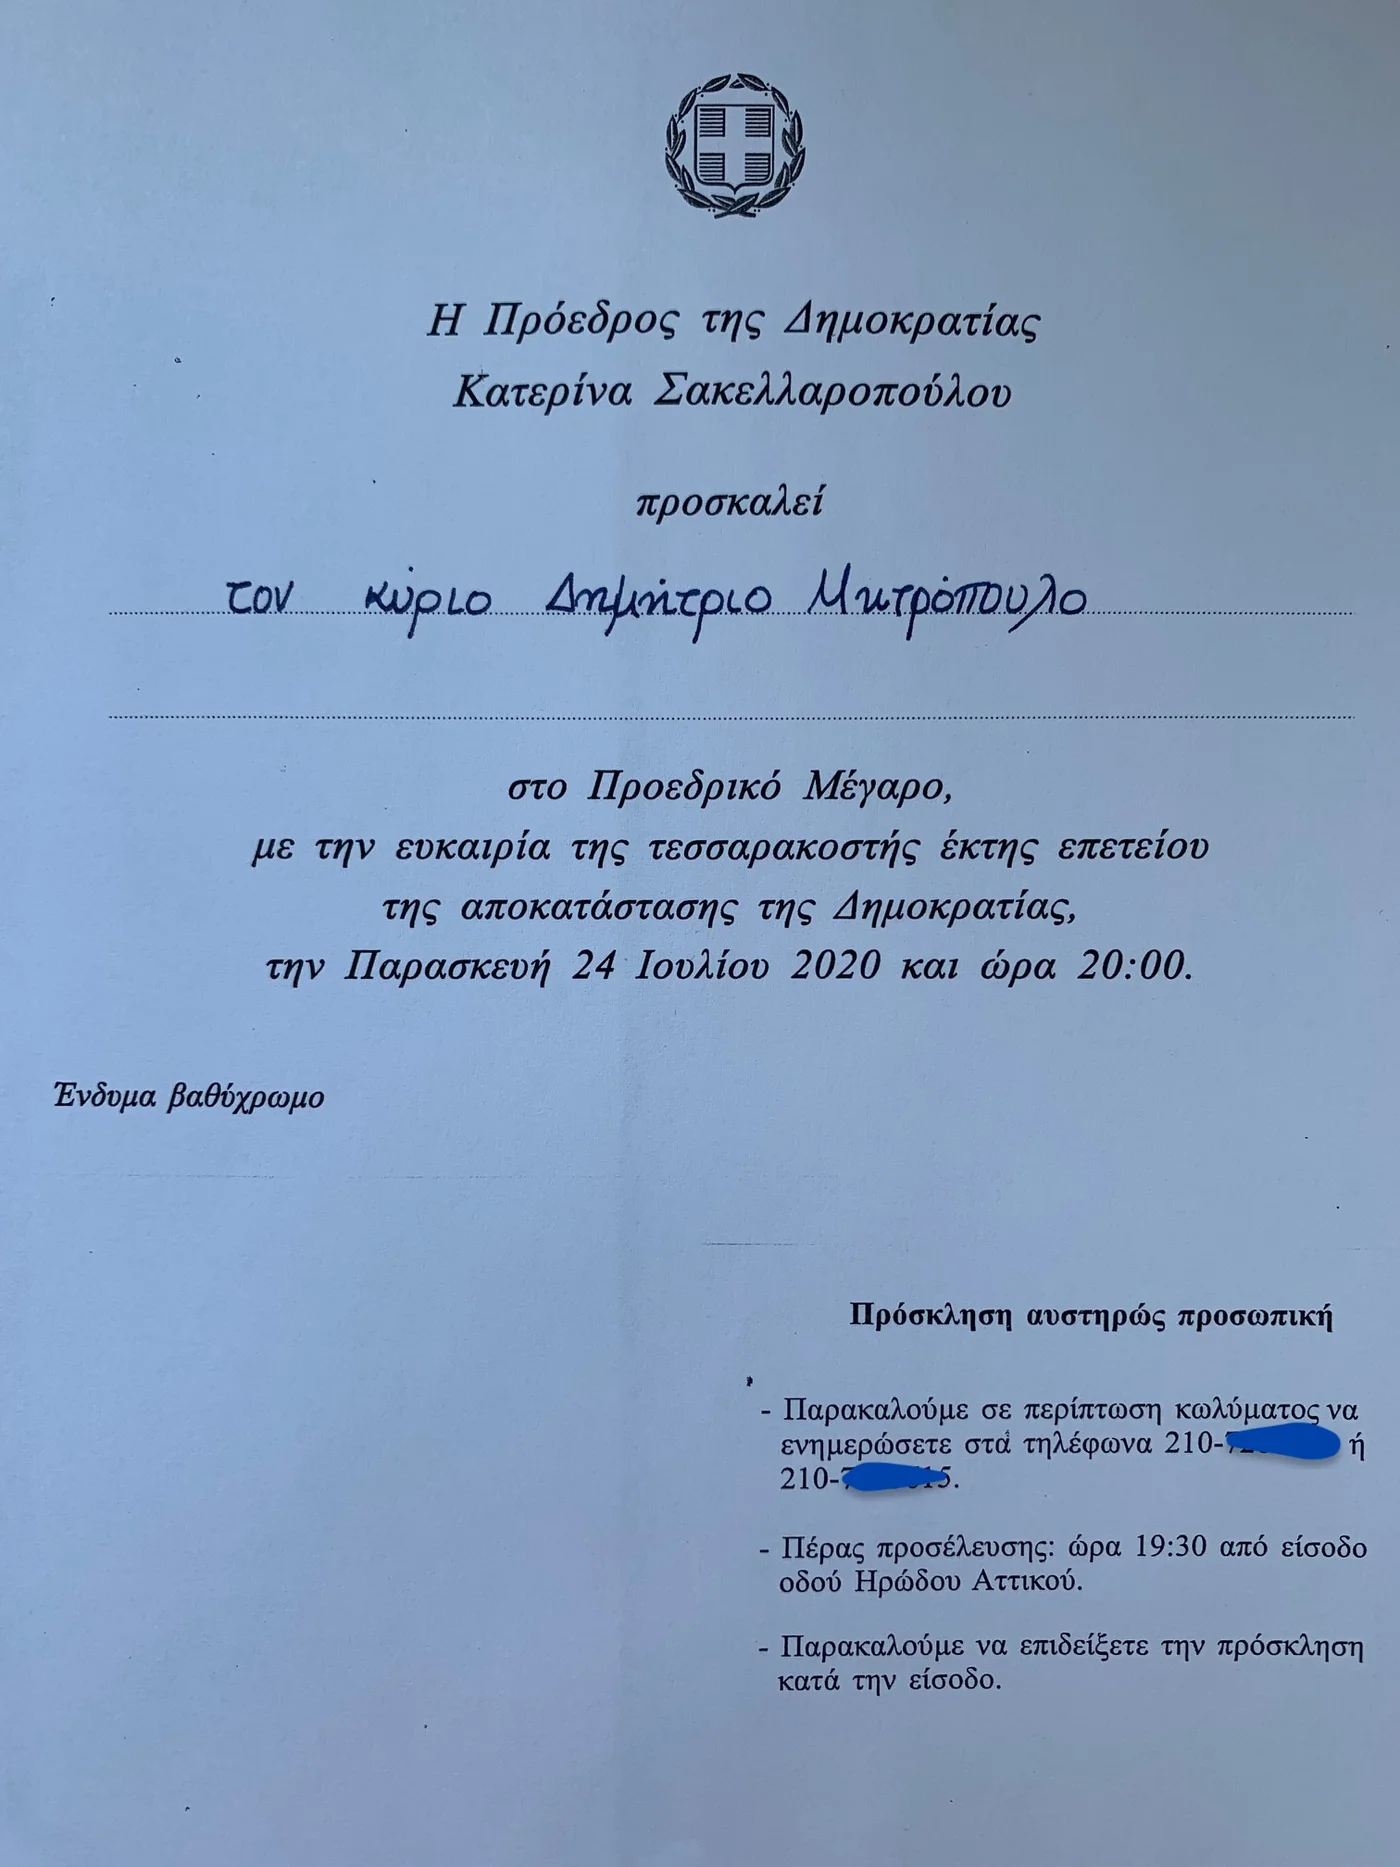 Η Πρόεδρος της Δημοκρατίας
Κατερίνα Σακελλαροπούλου
προσκαλεί
τον κύριο Δημήτριο Μητρόπουλο
στο Προεδρικό Μέγαρο,
με την ευκαιρία της τεσσαρακοστής έκτης επετείου
της αποκατάστασης της Δημοκρατίας,
την Παρασκευή 24 Ιουλίου 2020 και ώρα 20:00.
Ένδυμα βαθύχρωμο
Πρόσκληση αυστηρώς προσωπική
- Παρακαλούμε σε περίπτωση κωλύματος να
ενημερώσετε στα τηλέφωνα 210- ή
210-
- Πέρας προσέλευσης: ώρα 19:30 από είσοδο
οδού Ηρώδου Αττικού.
- Παρακαλούμε να επιδείξετε την πρόσκληση
κατά την είσοδο.